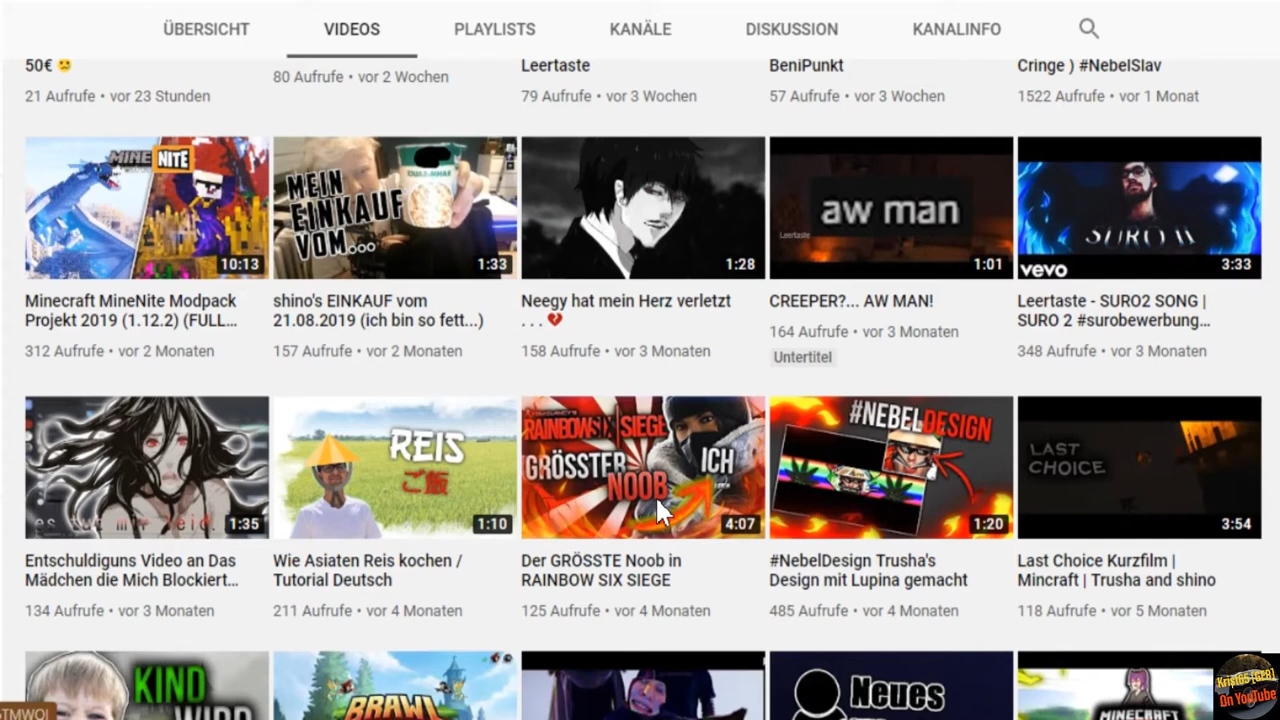 ÜBERSICHT VIDEOS PLAYLISTS KANÄLE DISKUSSION KANALINFO
50€ Leertaste BeniPunkt Cringe ) #NebelSlav
80 Aufrufe • vor 2 Wochen
21 Aufrufe • vor 23 Stunden 79 Aufrufe • vor 3 Wochen 57 Aufrufe • vor 3 Wochen 1522 Aufrufe • vor 1 Monat
MINE NITE
10:13
MEIN
EINKAUF
VOM...
1:33
1:28
aw man
Leertaste
1:01
SURO II
vevo
3:33
Minecraft MineNite Modpack
Projekt 2019 (1.12.2) (FULL...
312 Aufrufe • vor 2 Monaten
shino's EINKAUF vom
21.08.2019 (ich bin so fett...)
157 Aufrufe • vor 2 Monaten
Neegy hat mein Herz verletzt
. . .
158 Aufrufe • vor 3 Monaten
CREEPER?... AW MAN!
164 Aufrufe • vor 3 Monaten
Untertitel
Leertaste - SURO2 SONG |
SURO 2 #surobewerbung...
348 Aufrufe • vor 3 Monaten
es tut mir leid.
1:35
REIS
ご飯
1:10
RAINBOW SIX SIEGE
GRÖSSTER
NOOB
ICH
4:07
#NEBELDESIGN
1:20
LAST
CHOICE
3:54
Entschuldiguns Video an Das
Mädchen die Mich Blockiert...
134 Aufrufe • vor 3 Monaten
Wie Asiaten Reis kochen /
Tutorial Deutsch
211 Aufrufe • vor 4 Monaten
Der GRÖSSTE Noob in
RAINBOW SIX SIEGE
125 Aufrufe • vor 4 Monaten
#NebelDesign Trusha's
Design mit Lupina gemacht
485 Aufrufe • vor 4 Monaten
Last Choice Kurzfilm |
Mincraft | Trusha and shino
118 Aufrufe • vor 5 Monaten
KIND
WIRD
BRAWL
Neues
MINECRAFT
On YouTube